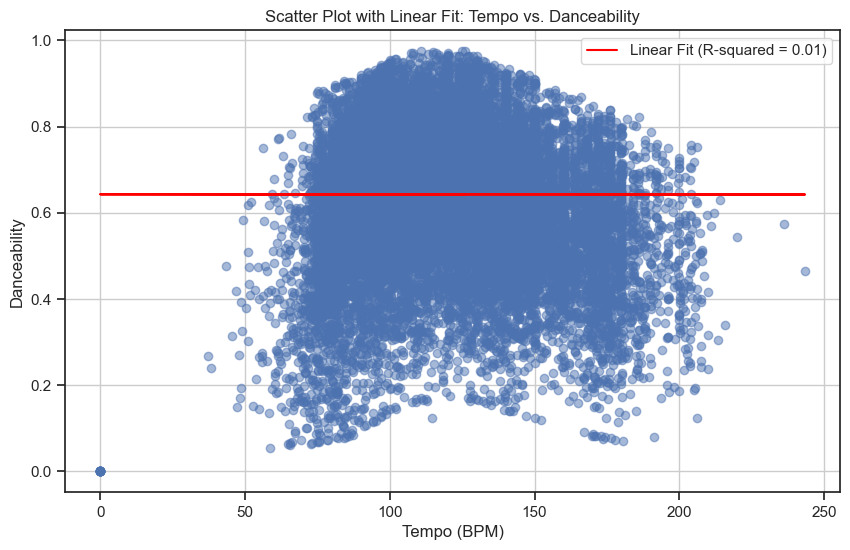 Scatter Plot with Linear Fit: Tempo vs. Danceability
Linear Fit (R-squared = 0.01)
1.0
0.8
0.6
0.4
0.2
0.0
Danceability
0 50 100 150 200 250
Tempo (BPM)